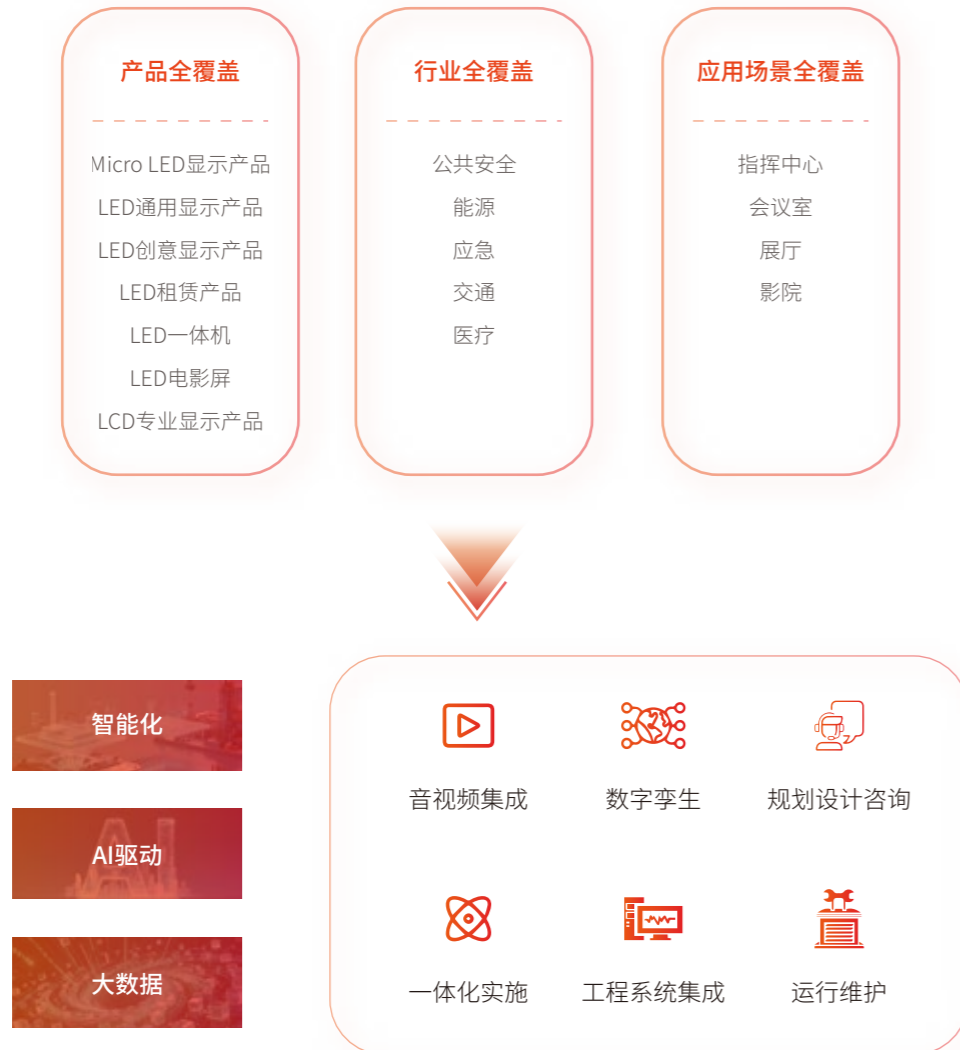 产品全覆盖
Micro LED显示产品
LED通用显示产品
LED创意显示产品
LED租赁产品
LED一体机
LED电影屏
LCD专业显示产品
行业全覆盖
公共安全
能源
应急
交通
医疗
应用场景全覆盖
指挥中心
会议室
展厅
影院
智能化
AI驱动
大数据
音视频集成
数字孪生
规划设计咨询
一体化实施
工程系统集成
运行维护